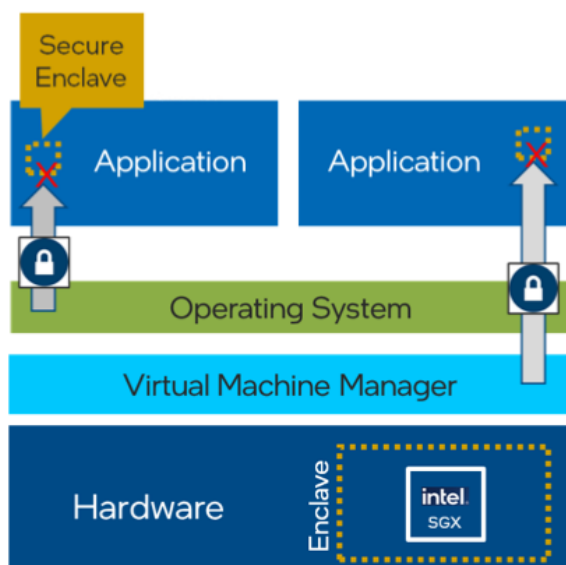 Secure
Enclave
Application
Application
Operating System
Virtual Machine Manager
Hardware
Enclave
intel.
SGX